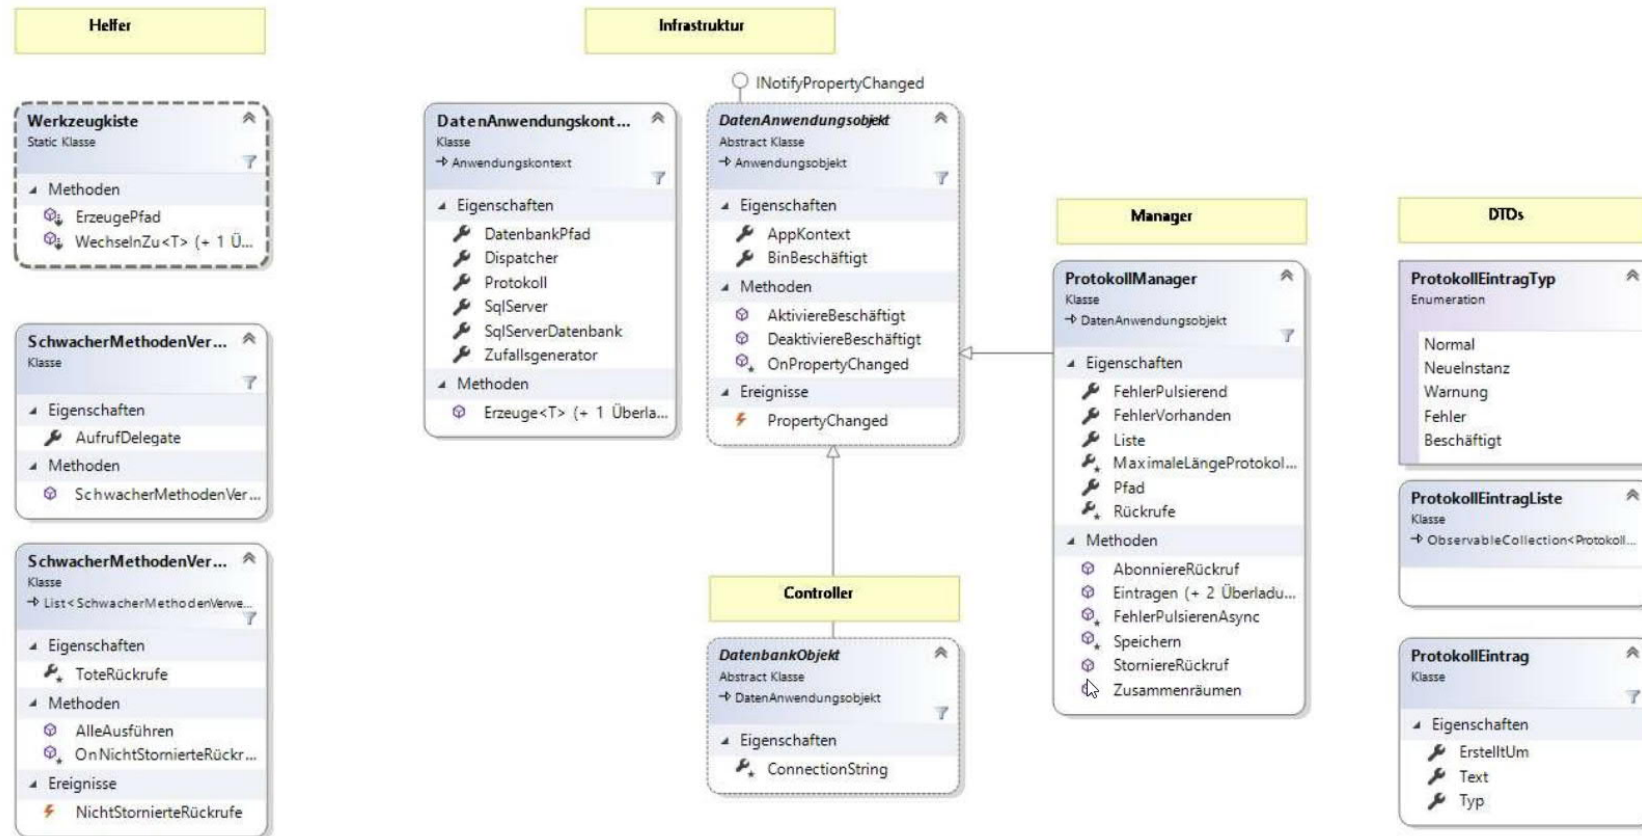 Helfer
Werkzeugkiste
Static Klasse
Methoden
ErzeugePfad
WechselnZu<T> (+ 1 Ü...
SchwacherMethodenVer...
Klasse
Eigenschaften
AufrufDelegate
Methoden
SchwacherMethodenVer...
SchwacherMethodenVer...
Klasse
List<SchwacherMethodenVerwe...
Eigenschaften
ToteRückrufe
Methoden
AlleAusführen
OnNichtStornierteRückr...
Ereignisse
NichtStornierteRückrufe
Infrastruktur
DatenAnwendungskont...
Klasse
Anwendungskontext
Eigenschaften
DatenbankPfad
Dispatcher
Protokoll
SqlServer
SqlServerDatenbank
Zufallsgenerator
Methoden
Erzeuge<T> (+ 1 Überla...
INotifyPropertyChanged
DatenAnwendungsobjekt
Abstract Klasse
Anwendungsobjekt
Eigenschaften
AppKontext
BinBeschäftigt
Methoden
AktiviereBeschäftigt
DeaktiviereBeschäftigt
OnPropertyChanged
Ereignisse
PropertyChanged
Controller
DatenbankObjekt
Abstract Klasse
DatenAnwendungsobjekt
Eigenschaften
ConnectionString
Manager
ProtokollManager
Klasse
DatenAnwendungsobjekt
Eigenschaften
FehlerPulsierend
FehlerVorhanden
Liste
MaximaleLängeProtokol...
Pfad
Rückrufe
Methoden
AbonniereRückruf
Eintragen (+ 2 Überladu...
FehlerPulsierenAsync
Speichern
StorniereRückruf
Zusammenräumen
DTOs
ProtokollEintragTyp
Enumeration
Normal
NeueInstanz
Warnung
Fehler
Beschäftigt
ProtokollEintragListe
Klasse
ObservableCollection<Protokoll...
ProtokollEintrag
Klasse
Eigenschaften
ErstelltUm
Text
Typ